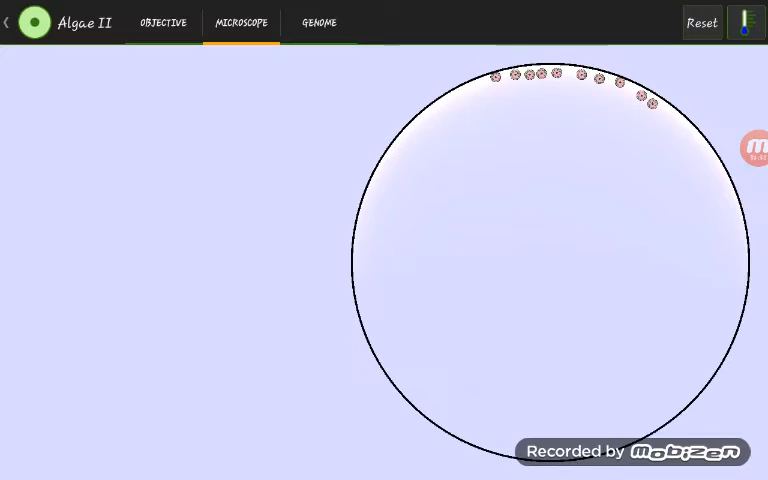 Algae II
OBJECTIVE
MICROSCOPE
GENOME
Reset
Recorded by mobizen